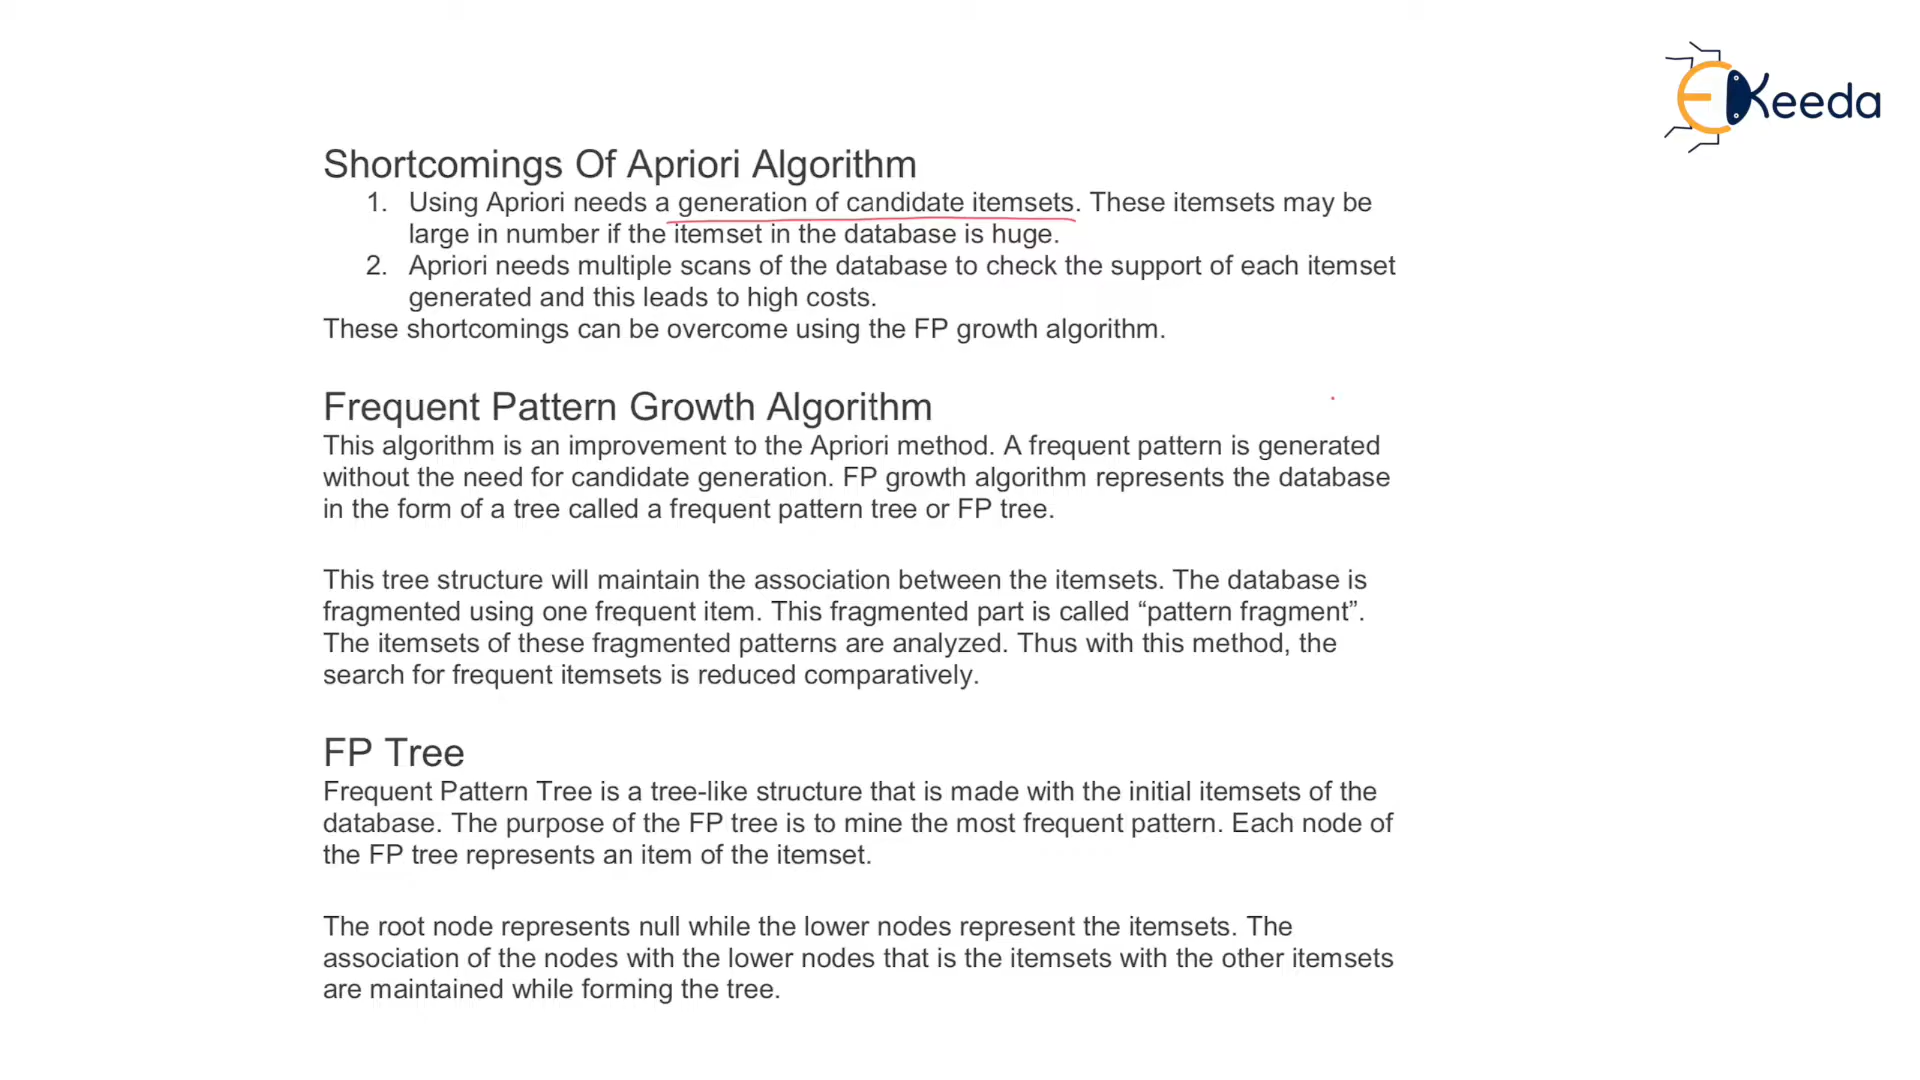 EKeeda
Shortcomings Of Apriori Algorithm
1. Using Apriori needs a generation of candidate itemsets. These itemsets may be
large in number if the itemset in the database is huge.
2. Apriori needs multiple scans of the database to check the support of each itemset
generated and this leads to high costs.
These shortcomings can be overcome using the FP growth algorithm.
Frequent Pattern Growth Algorithm
This algorithm is an improvement to the Apriori method. A frequent pattern is generated
without the need for candidate generation. FP growth algorithm represents the database
in the form of a tree called a frequent pattern tree or FP tree.
This tree structure will maintain the association between the itemsets. The database is
fragmented using one frequent item. This fragmented part is called “pattern fragment”.
The itemsets of these fragmented patterns are analyzed. Thus with this method, the
search for frequent itemsets is reduced comparatively.
FP Tree
Frequent Pattern Tree is a tree-like structure that is made with the initial itemsets of the
database. The purpose of the FP tree is to mine the most frequent pattern. Each node of
the FP tree represents an item of the itemset.
The root node represents null while the lower nodes represent the itemsets. The
association of the nodes with the lower nodes that is the itemsets with the other itemsets
are maintained while forming the tree.